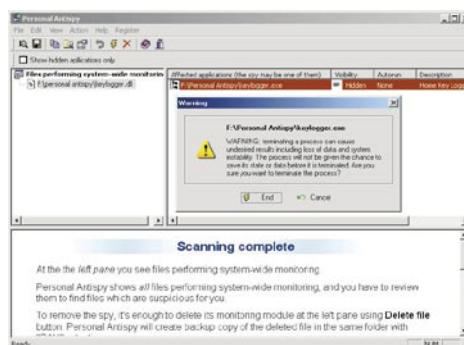 Personal Antispy
File Edit View Action Help Register
Show hidden apllications only
Files performing system-wide monitorin
f:\personal antispy\keylogger.dll
Affected applications (the spy may be one of them) Visibility Autorun Description
F:\Personal Antispy\keylogger.exe Hidden None Home Key Logg
Warning
F:\Personal Antispy\keylogger.exe
WARNING: terminating a process can cause
undesired results including loss of data and system
instability. The process will not be given the chance to
save its state or data before it is terminated. Are you
sure you want to terminate the process?
End Cancel
Scanning complete
At the the left pane you see files performing system-wide monitoring.
Personal Antispy shows all files performing system-wide monitoring, and you have to review
them to find files which are suspicious for you.
To remove the spy, it's enough to delete its monitoring module at the left pane using Delete file
button. Personal Antispy will create backup copy of the deleted file in the same folder with
Ready NUM